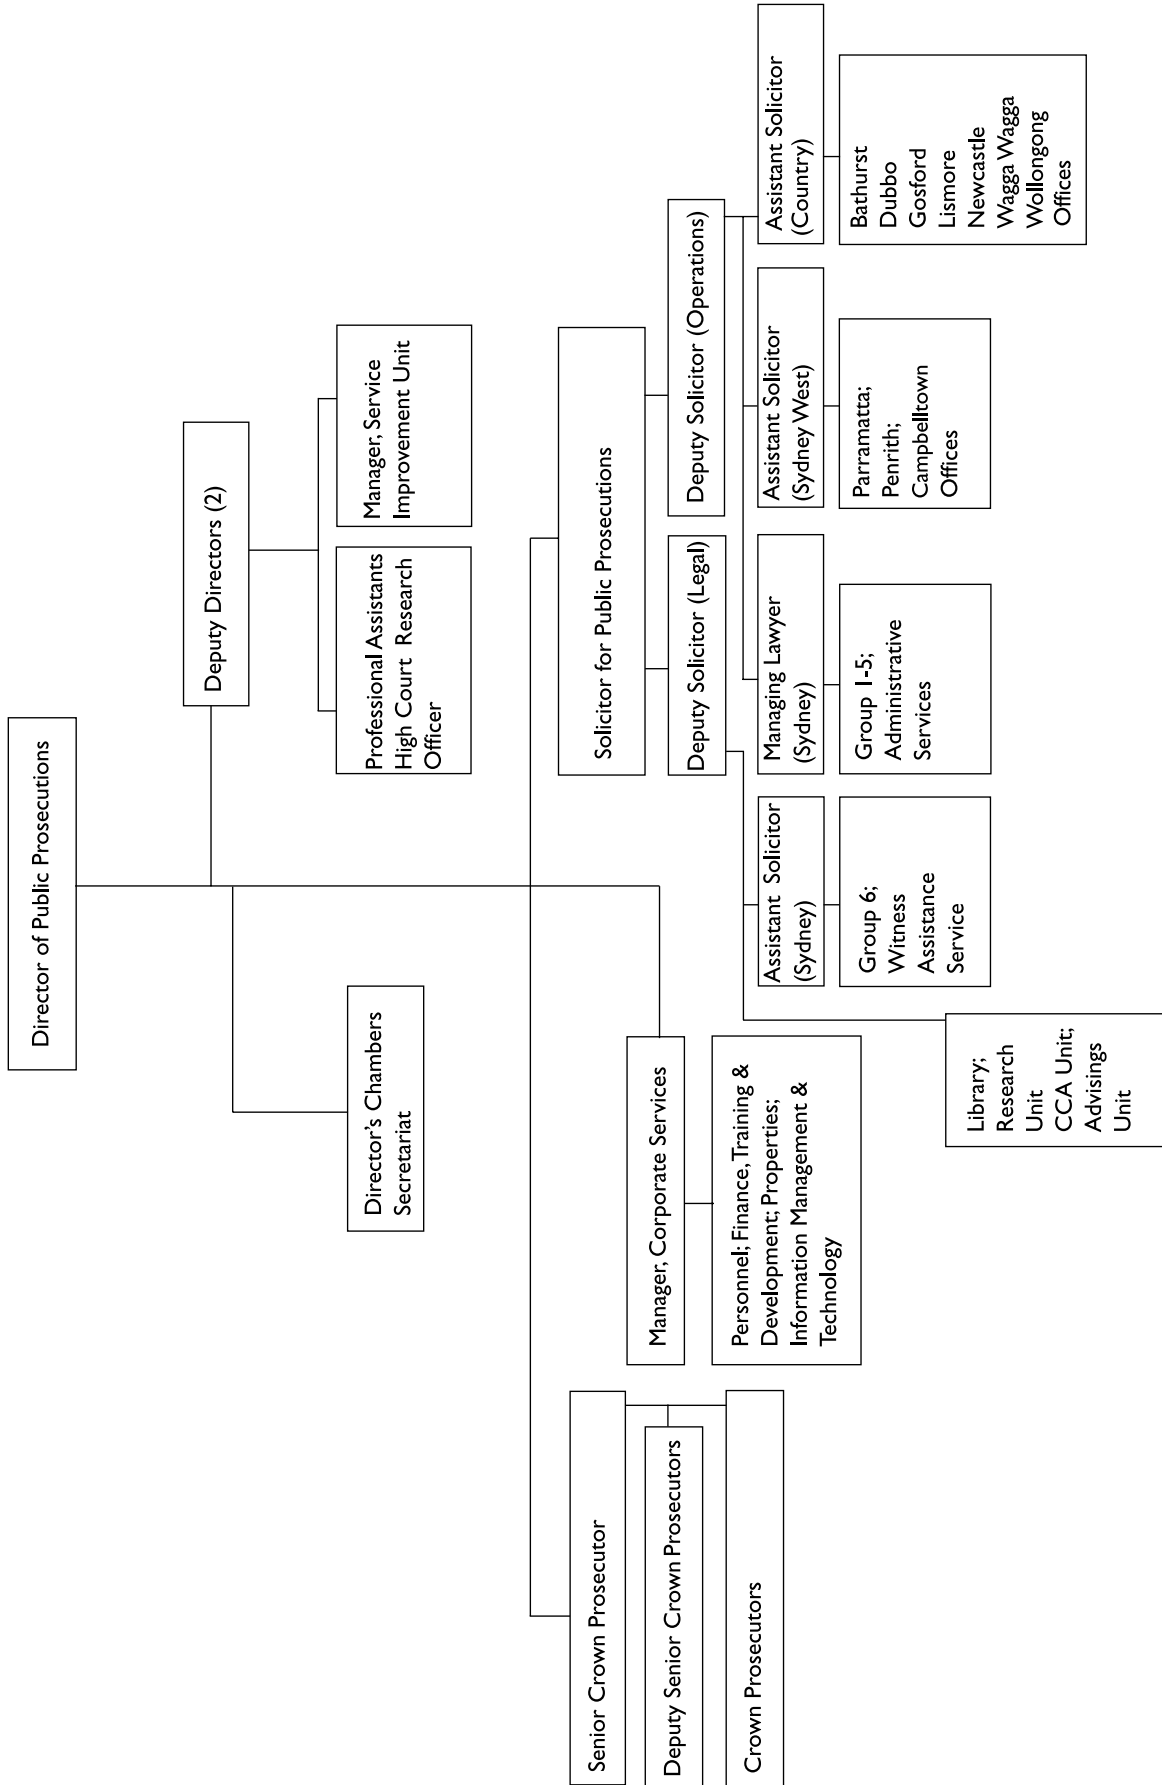 Director of Public Prosecutions
Deputy Directors (2)
Professional Assistants
High Court Research
Officer
Manager, Service
Improvement Unit
Director's Chambers
Secretariat
Senior Crown Prosecutor
Deputy Senior Crown Prosecutors
Crown Prosecutors
Manager, Corporate Services
Personnel; Finance, Training &
Development; Properties;
Information Management &
Technology
Solicitor for Public Prosecutions
Deputy Solicitor (Legal)
Deputy Solicitor (Operations)
Library;
Research
Unit
CCA Unit;
Advisings
Unit
Assistant Solicitor
(Sydney)
Group 6;
Witness
Assistance
Service
Managing Lawyer
(Sydney)
Group 1-5;
Administrative
Services
Assistant Solicitor
(Sydney West)
Parramatta;
Penrith;
Campbelltown
Offices
Assistant Solicitor
(Country)
Bathurst
Dubbo
Gosford
Lismore
Newcastle
Wagga Wagga
Wollongong
Offices